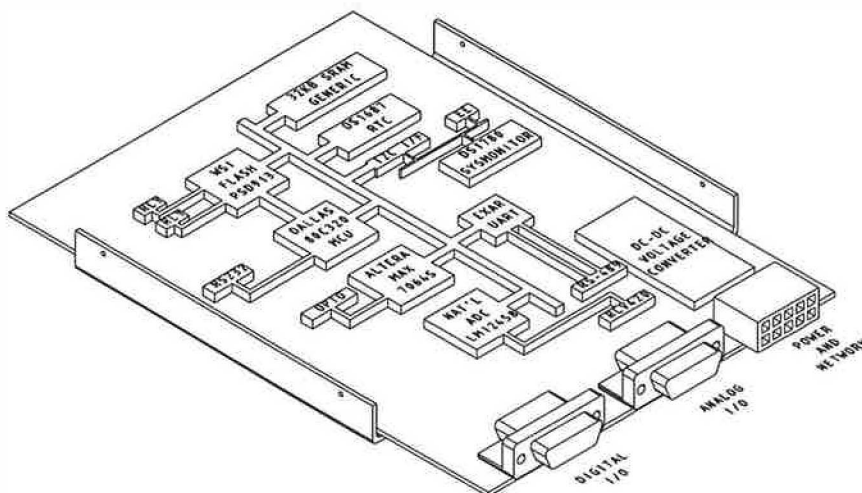 32KB SRAM
GENERIC
DS1687
RTC
I2C I/F
DS1780
SYSMONITOR
WSI
FLASH
PSD913
DALLAS
80C320
MCU
RS232
EXAR
UART
ALTERA
MAX
7064S
OPTO
NAT'L
ADC
LM12458
RS-485
DC-DC
VOLTAGE
CONVERTER
POWER
AND
NETWORK
ANALOG
I/O
DIGITAL
I/O